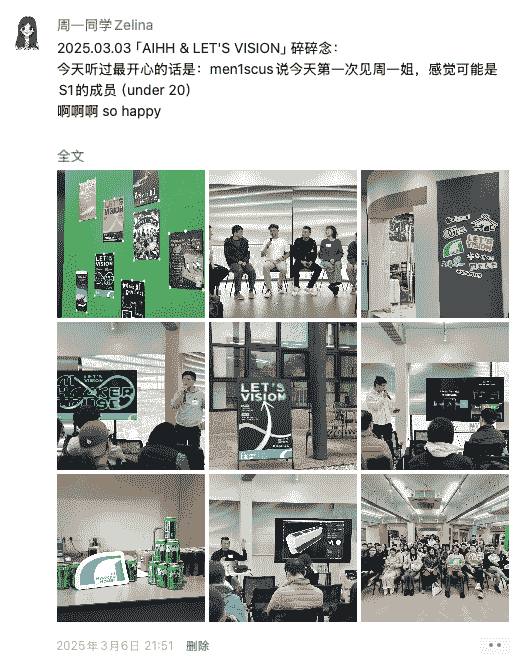 周一同学Zelina
2025.03.03「AIHH & LET'S VISION」碎碎念：
今天听过最开心的话是：men1scus说今天第一次见周一姐，感觉可能是
S1的成员（under 20）
啊啊啊 so happy
全文
LET'S
VISION
LET'S
VISION
LET'S
VISION
2025年3月6日 21:51 删除